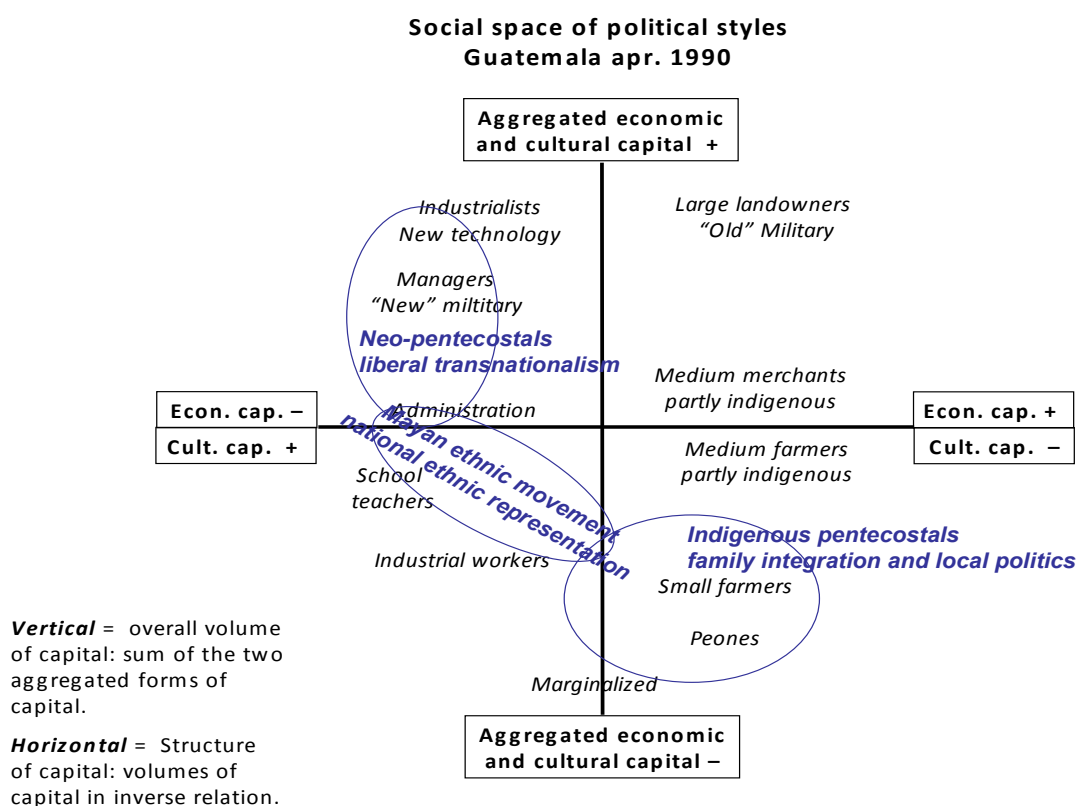 Social space of political styles
Guatemala apr. 1990
Aggregated economic
and cultural capital +
Industrialists
New technology
Large landowners
“Old” Military
Managers
“New” miltitary
Neo-pentecostals
liberal transnationalism
Medium merchants
partly indigenous
Econ. cap. –
Cult. cap. +
Administration
Econ. cap. +
Cult. cap. –
Mayan ethnic movement
national ethnic representation
Medium farmers
partly indigenous
School
teachers
Industrial workers
Indigenous pentecostals
family integration and local politics
Small farmers
Peones
Marginalized
Vertical = overall volume
of capital: sum of the two
aggregated forms of
capital.
Horizontal = Structure
of capital: volumes of
capital in inverse relation.
Aggregated economic
and cultural capital –